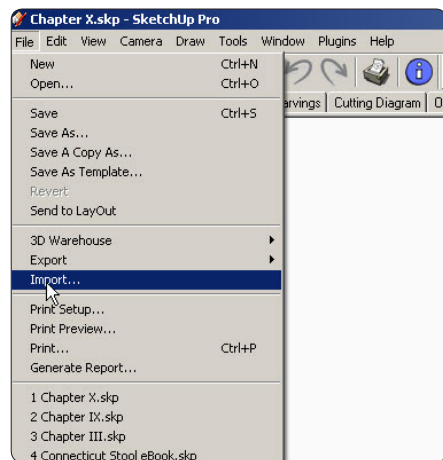 Chapter X.skp - SketchUp Pro
File Edit View Camera Draw Tools Window Plugins Help
New Ctrl+N
Open... Ctrl+O
Cutting Diagram
Save Ctrl+S
Save As...
Save A Copy As...
Save As Template...
Revert
Send to LayOut
3D Warehouse
Export
Import...
Print Setup...
Print Preview...
Print... Ctrl+P
Generate Report...
1 Chapter X.skp
2 Chapter IX.skp
3 Chapter III.skp
4 Connecticut Stool eBook.skp